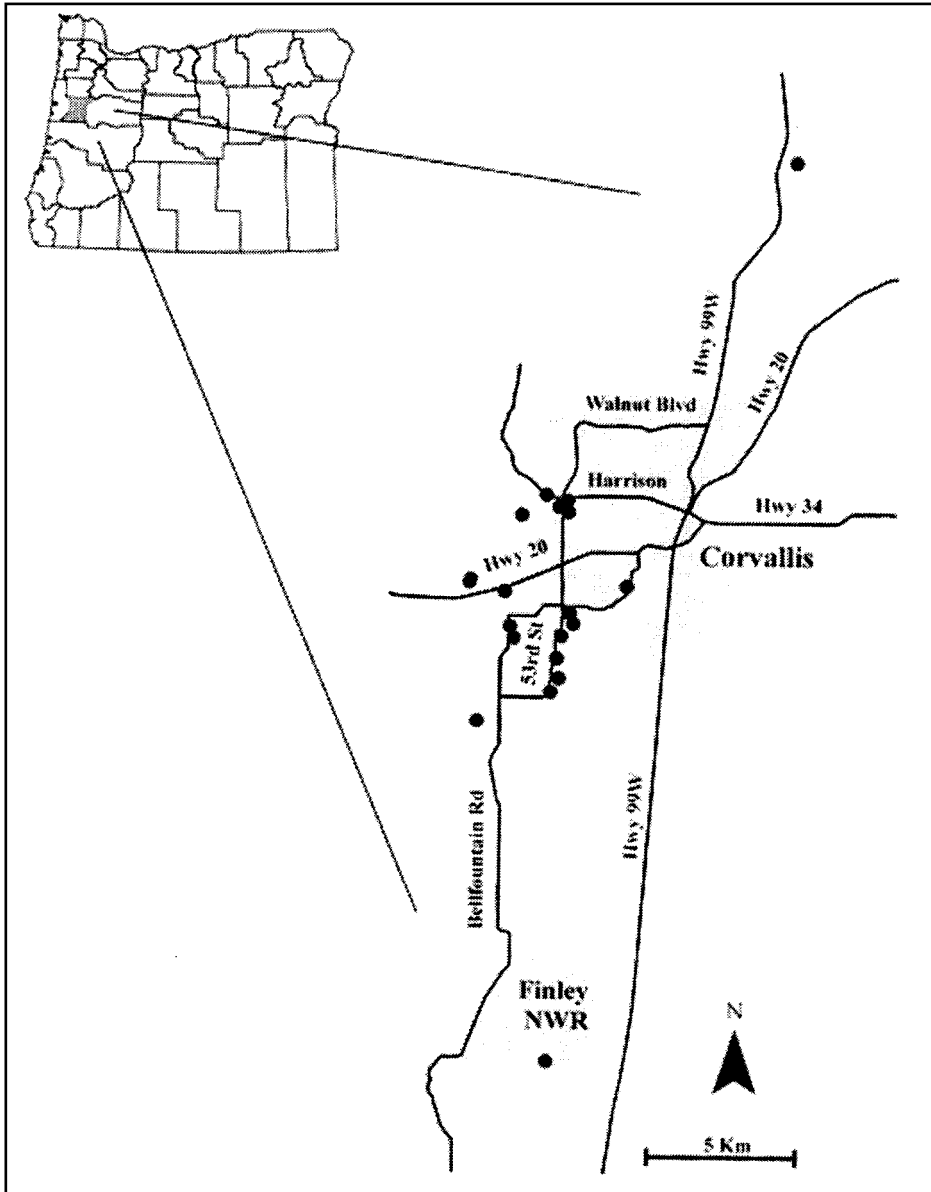 Hwy 99W
Hwy 20
Walnut Blvd
Harrison
Hwy 34
Hwy 20
Corvallis
53rd St
Bellfountain Rd
Hwy 99W
Finley
NWR
N
5 Km